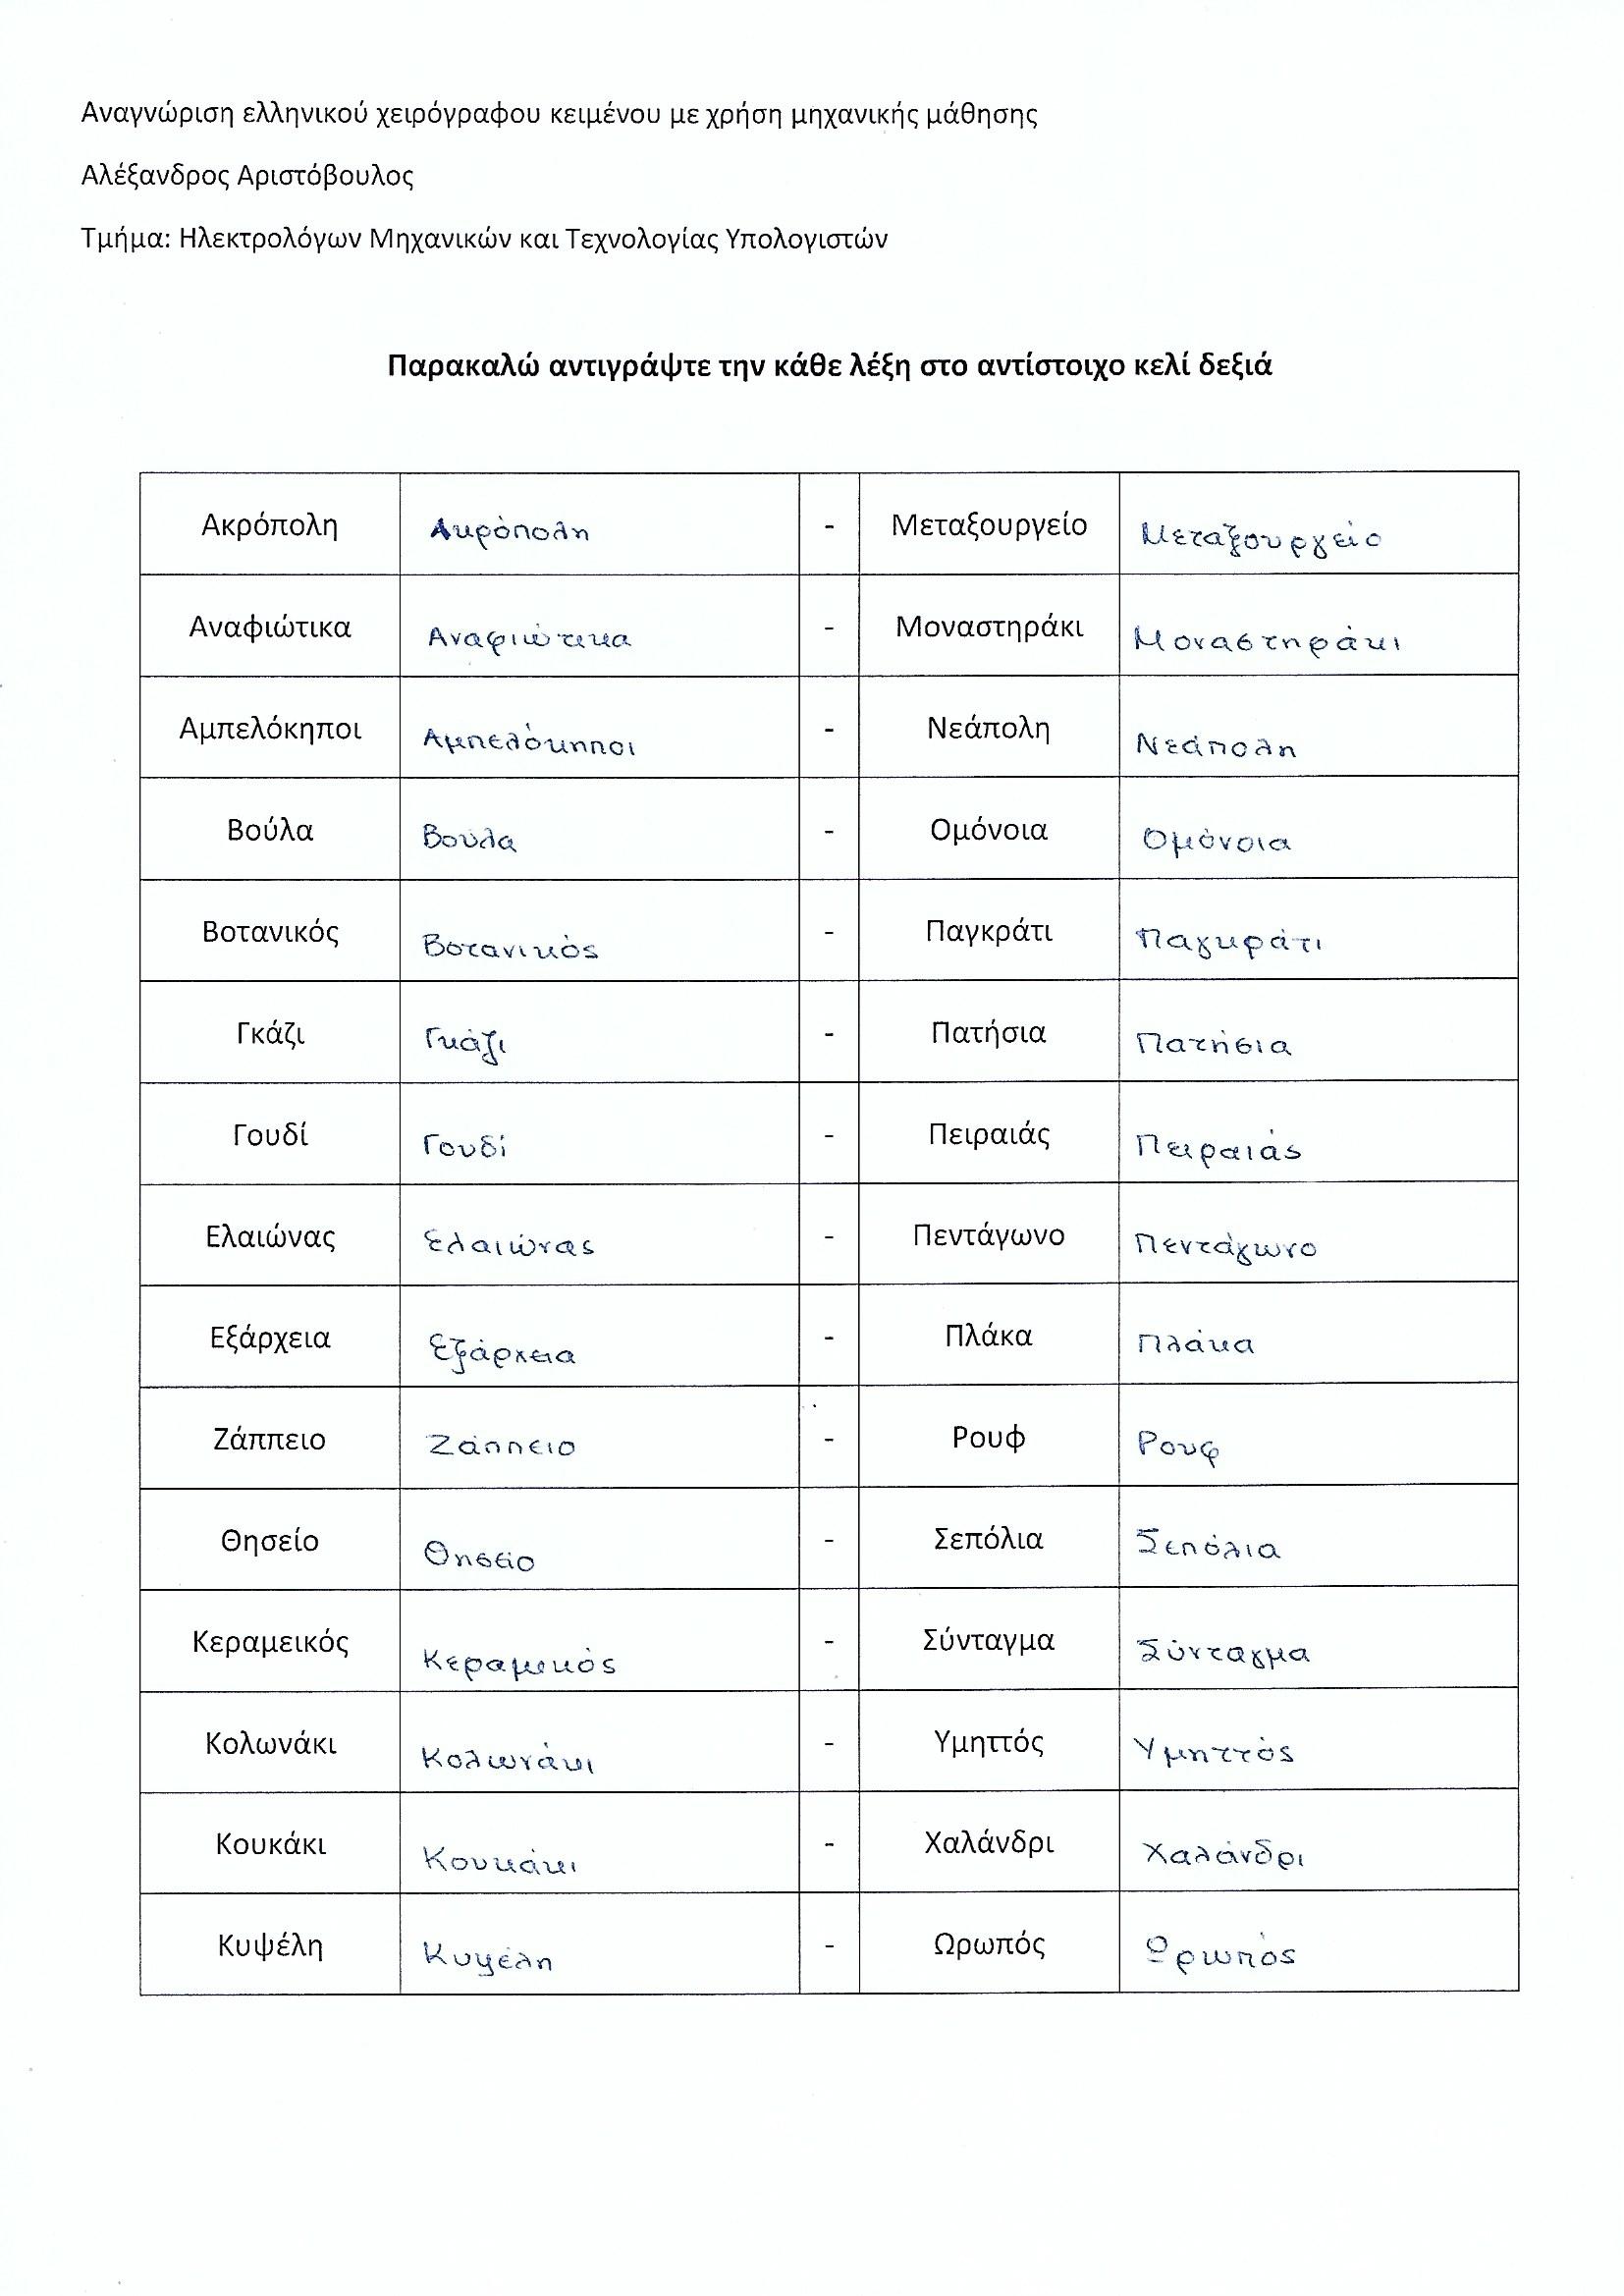 Αναγνώριση ελληνικού χειρόγραφου κειμένου με χρήση μηχανικής μάθησης
Αλέξανδρος Αριστόβουλος
Τμήμα: Ηλεκτρολόγων Μηχανικών και Τεχνολογίας Υπολογιστών
Παρακαλώ αντιγράψτε την κάθε λέξη στο αντίστοιχο κελί δεξιά
Ακρόπολη Ακρόπολη - Μεταξουργείο Μεταξουργείο
Αναφιώτικα Αναφιώτικα - Μοναστηράκι Μοναστηράκι
Αμπελόκηποι Αμπελόκηποι - Νεάπολη Νεάπολη
Βούλα Βούλα - Ομόνοια Ομόνοια
Βοτανικός Βοτανικός - Παγκράτι Παγκράτι
Γκάζι Γκάζι - Πατήσια Πατήσια
Γουδί Γουδί - Πειραιάς Πειραιάς
Ελαιώνας Ελαιώνας - Πεντάγωνο Πεντάγωνο
Εξάρχεια Εξάρχεια - Πλάκα Πλάκα
Ζάππειο Ζάππειο - Ρουφ Ρουφ
Θησείο Θησείο - Σεπόλια Σεπόλια
Κεραμεικός Κεραμικός - Σύνταγμα Σύνταγμα
Κολωνάκι Κολωνάκι - Υμηττός Υμηττός
Κουκάκι Κουκάκι - Χαλάνδρι Χαλάνδρι
Κυψέλη Κυψέλη - Ωρωπός Ωρωπός